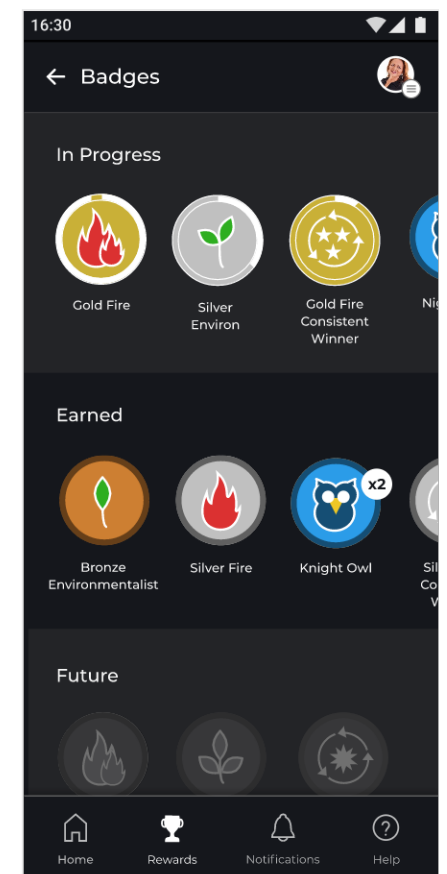 16:30
Badges
In Progress
Gold Fire
Silver
Environ
Gold Fire
Consistent
Winner
Earned
x2
Bronze
Environmentalist
Silver Fire
Knight Owl
Future
Home
Rewards
Notifications
Help